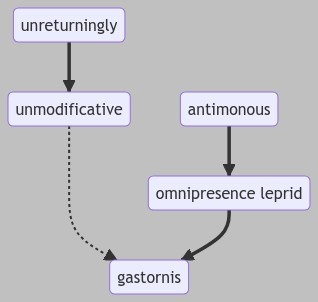 unreturningly
unmodificative
antimonous
omnipresence leprid
gastornis